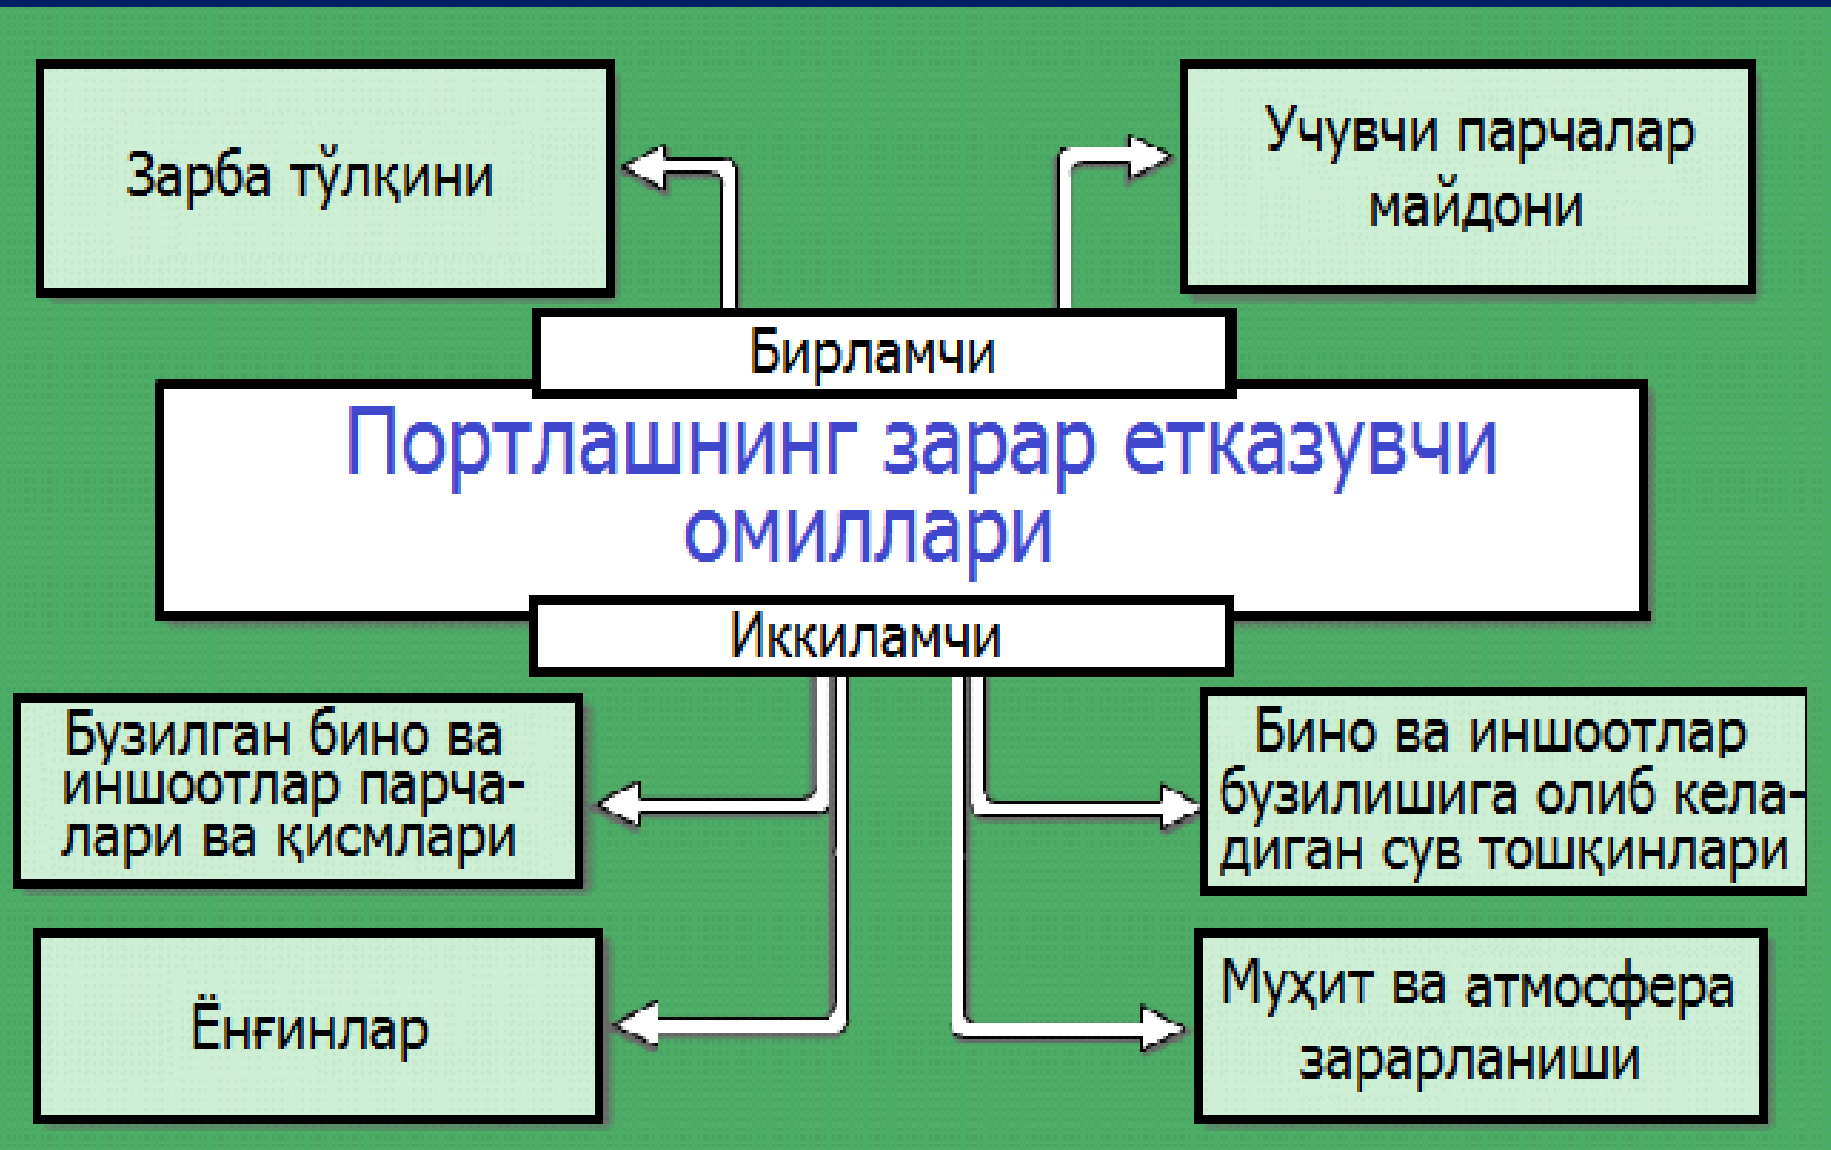 Зарба тўлқини
Учувчи парчалар
майдони
Бирламчи
Портлашнинг зарар етказувчи
омиллари
Иккиламчи
Бузилган бино ва
иншоотлар парча-
лари ва қисмлари
Бино ва иншоотлар
бузилишига олиб кела-
диган сув тошқинлари
Ёнғинлар
Муҳит ва атмосфера
зарарланиши